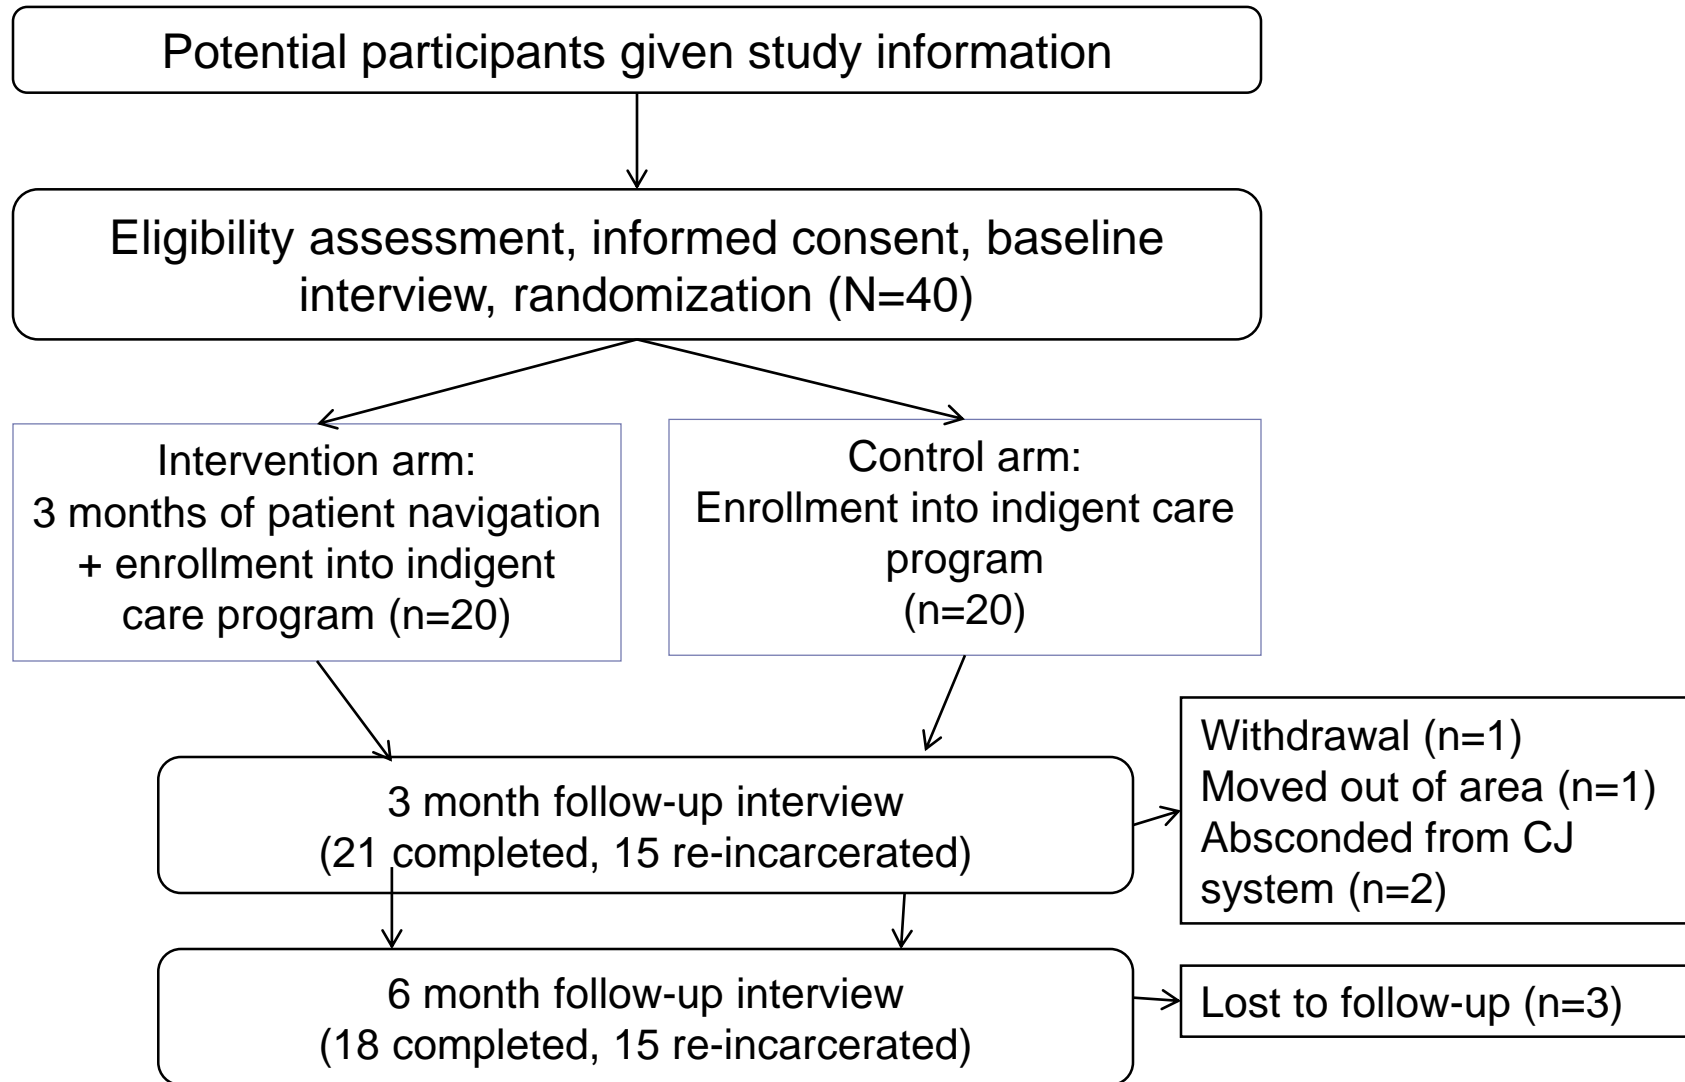 Potential participants given study information
Eligibility assessment, informed consent, baseline
interview, randomization (N=40)
Intervention arm:
3 months of patient navigation
+ enrollment into indigent
care program (n=20)
Control arm:
Enrollment into indigent care
program
(n=20)
3 month follow-up interview
(21 completed, 15 re-incarcerated)
Withdrawal (n=1)
Moved out of area (n=1)
Absconded from CJ
system (n=2)
6 month follow-up interview
(18 completed, 15 re-incarcerated)
Lost to follow-up (n=3)